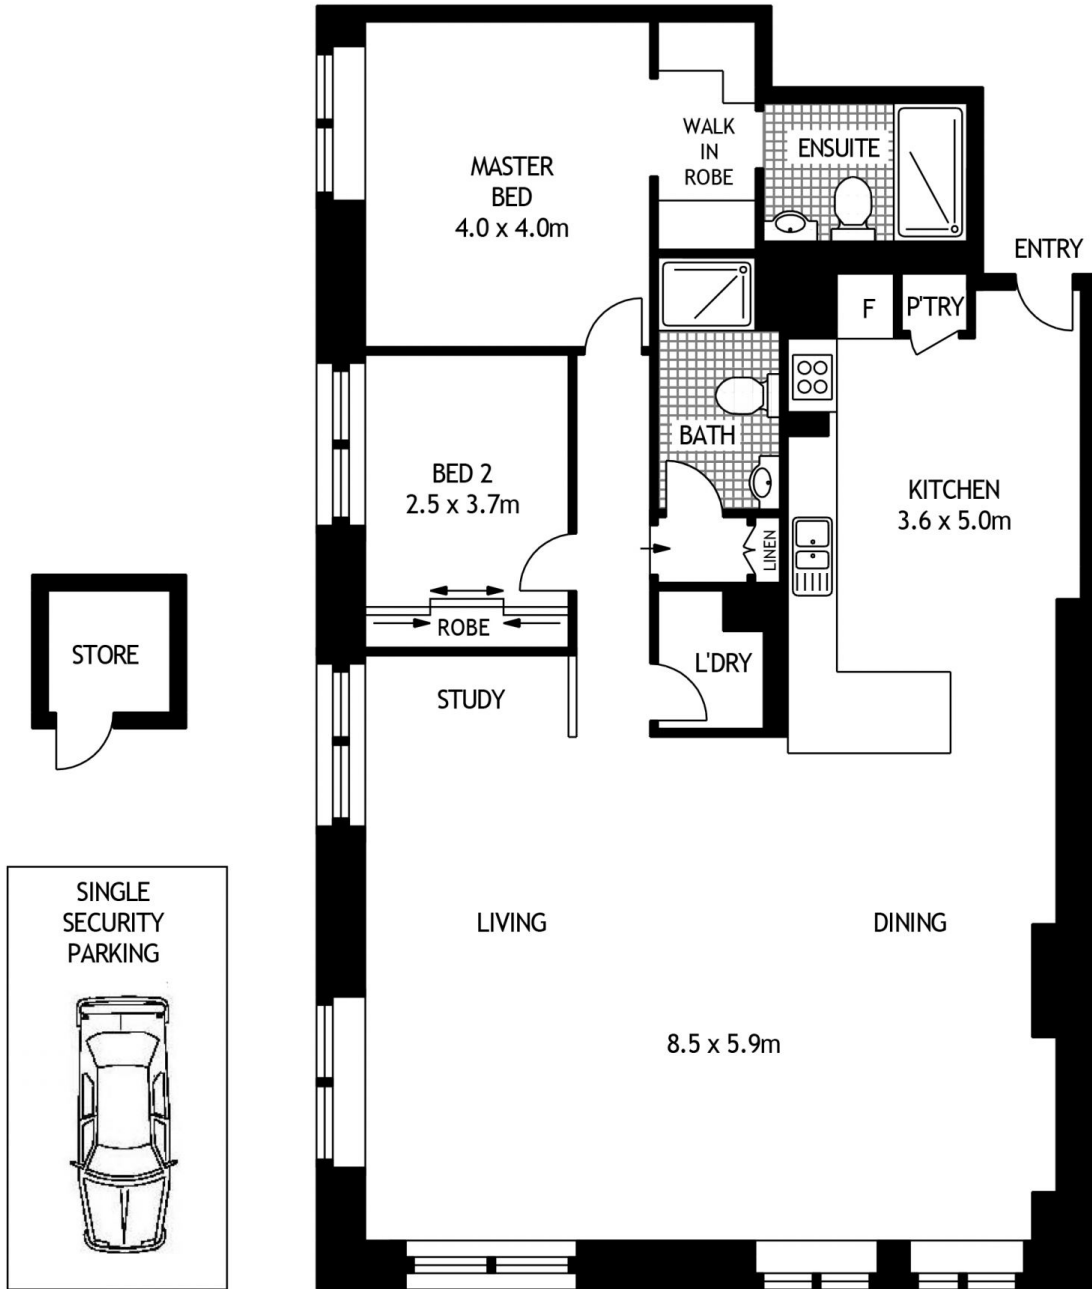 MASTER
BED
4.0 x 4.0m
WALK
IN
ROBE
ENSUITE
ENTRY
F
P'TRY
BATH
BED 2
2.5 x 3.7m
KITCHEN
3.6 x 5.0m
LINEN
ROBE
STORE
L'DRY
STUDY
SINGLE
SECURITY
PARKING
LIVING
DINING
8.5 x 5.9m